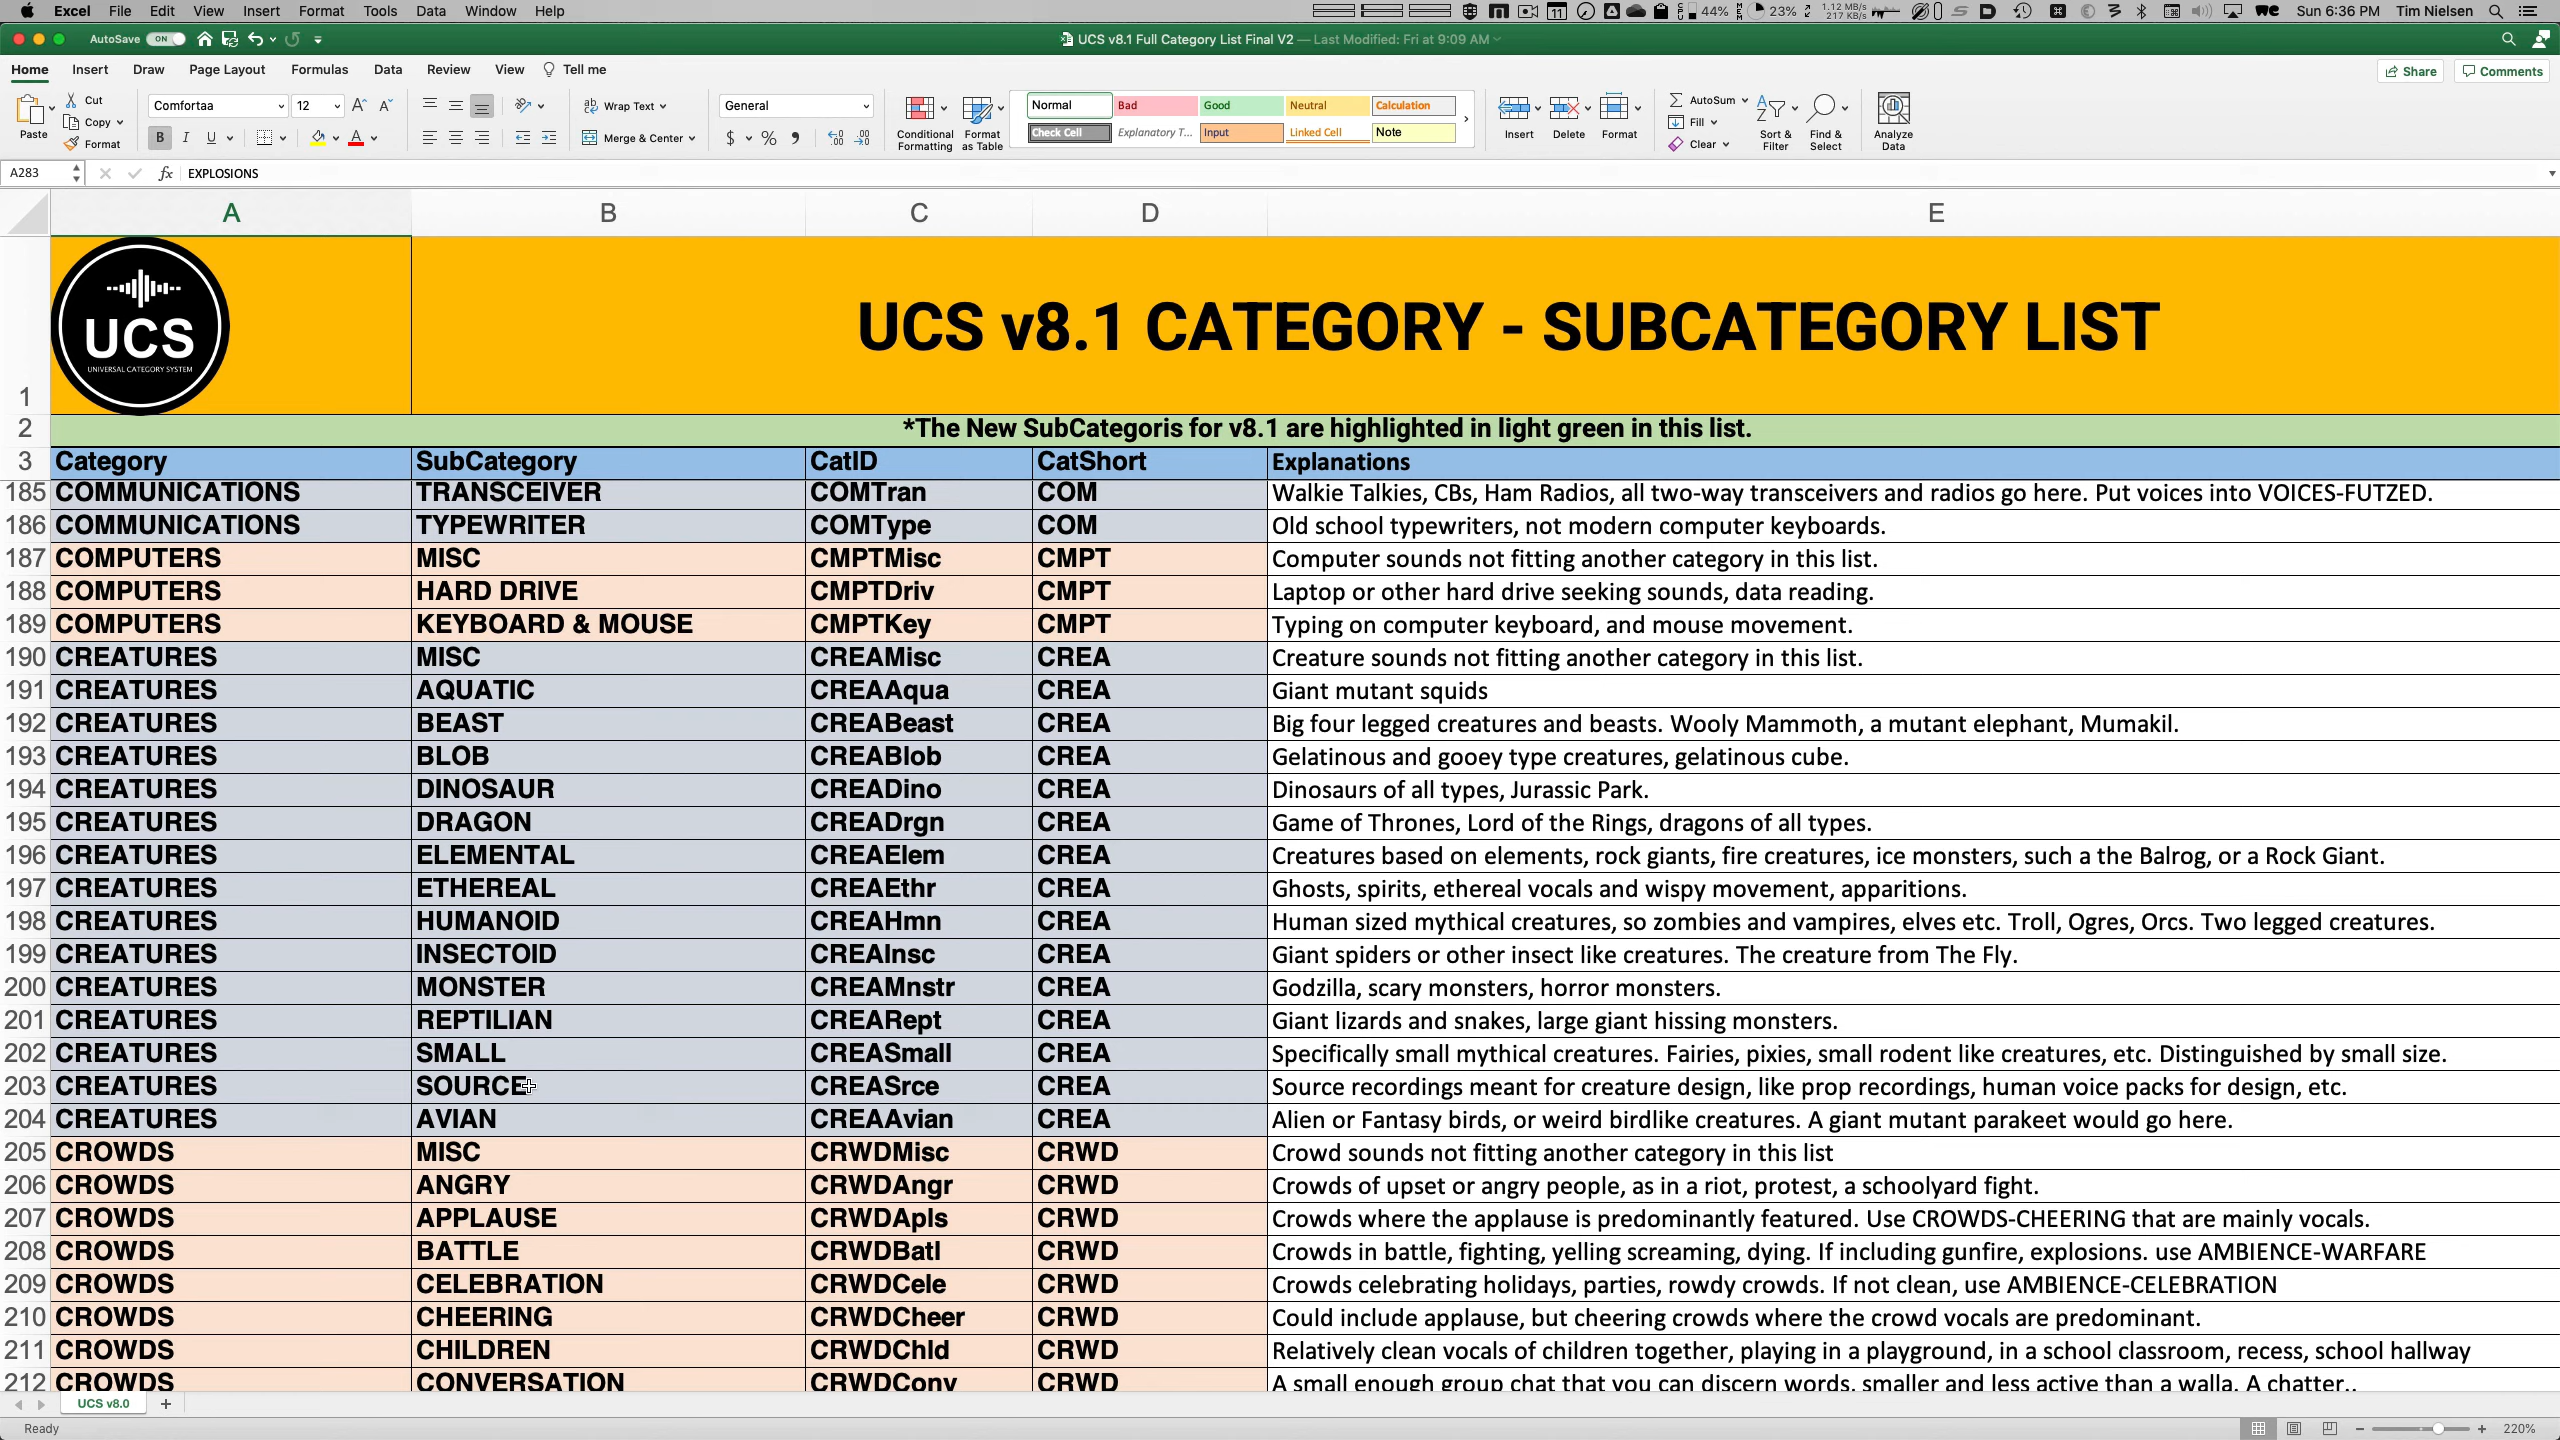 Excel File Edit View Insert Format Tools Data Window Help 44% 23% 1.12 MB/s 217 KB/s Sun 6:36 PM Tim Nielsen
AutoSave ON UCS v8.1 Full Category List Final V2 — Last Modified: Fri at 9:09 AM
Home Insert Draw Page Layout Formulas Data Review View Tell me Share Comments
Paste Cut Copy Format Comfortaa 12 Wrap Text Merge & Center General
B I U $ % Conditional Formatting Format as Table
Normal Bad Good Neutral Calculation
Check Cell Explanatory T... Input Linked Cell Note
Insert Delete Format AutoSum Fill Clear Sort & Filter Find & Select Analyze Data
A283 fx EXPLOSIONS
A B C D E
UCS
UNIVERSAL CATEGORY SYSTEM
1 UCS v8.1 CATEGORY - SUBCATEGORY LIST
2 *The New SubCategoris for v8.1 are highlighted in light green in this list.
3 Category SubCategory CatID CatShort Explanations
185 COMMUNICATIONS TRANSCEIVER COMTran COM Walkie Talkies, CBs, Ham Radios, all two-way transceivers and radios go here. Put voices into VOICES-FUTZED.
186 COMMUNICATIONS TYPEWRITER COMType COM Old school typewriters, not modern computer keyboards.
187 COMPUTERS MISC CMPTMisc CMPT Computer sounds not fitting another category in this list.
188 COMPUTERS HARD DRIVE CMPTDriv CMPT Laptop or other hard drive seeking sounds, data reading.
189 COMPUTERS KEYBOARD & MOUSE CMPTKey CMPT Typing on computer keyboard, and mouse movement.
190 CREATURES MISC CREAMisc CREA Creature sounds not fitting another category in this list.
191 CREATURES AQUATIC CREAAqua CREA Giant mutant squids
192 CREATURES BEAST CREABeast CREA Big four legged creatures and beasts. Wooly Mammoth, a mutant elephant, Mumakil.
193 CREATURES BLOB CREABlob CREA Gelatinous and gooey type creatures, gelatinous cube.
194 CREATURES DINOSAUR CREADino CREA Dinosaurs of all types, Jurassic Park.
195 CREATURES DRAGON CREADrgn CREA Game of Thrones, Lord of the Rings, dragons of all types.
196 CREATURES ELEMENTAL CREAElem CREA Creatures based on elements, rock giants, fire creatures, ice monsters, such a the Balrog, or a Rock Giant.
197 CREATURES ETHEREAL CREAEthr CREA Ghosts, spirits, ethereal vocals and wispy movement, apparitions.
198 CREATURES HUMANOID CREAHmn CREA Human sized mythical creatures, so zombies and vampires, elves etc. Troll, Ogres, Orcs. Two legged creatures.
199 CREATURES INSECTOID CREAInsc CREA Giant spiders or other insect like creatures. The creature from The Fly.
200 CREATURES MONSTER CREAMnstr CREA Godzilla, scary monsters, horror monsters.
201 CREATURES REPTILIAN CREARept CREA Giant lizards and snakes, large giant hissing monsters.
202 CREATURES SMALL CREASmall CREA Specifically small mythical creatures. Fairies, pixies, small rodent like creatures, etc. Distinguished by small size.
203 CREATURES SOURCE CREASrce CREA Source recordings meant for creature design, like prop recordings, human voice packs for design, etc.
204 CREATURES AVIAN CREAAvian CREA Alien or Fantasy birds, or weird birdlike creatures. A giant mutant parakeet would go here.
205 CROWDS MISC CRWDMisc CRWD Crowd sounds not fitting another category in this list
206 CROWDS ANGRY CRWDAngr CRWD Crowds of upset or angry people, as in a riot, protest, a schoolyard fight.
207 CROWDS APPLAUSE CRWDApls CRWD Crowds where the applause is predominantly featured. Use CROWDS-CHEERING that are mainly vocals.
208 CROWDS BATTLE CRWDBatl CRWD Crowds in battle, fighting, yelling screaming, dying. If including gunfire, explosions. use AMBIENCE-WARFARE
209 CROWDS CELEBRATION CRWDCele CRWD Crowds celebrating holidays, parties, rowdy crowds. If not clean, use AMBIENCE-CELEBRATION
210 CROWDS CHEERING CRWDCheer CRWD Could include applause, but cheering crowds where the crowd vocals are predominant.
211 CROWDS CHILDREN CRWDChld CRWD Relatively clean vocals of children together, playing in a playground, in a school classroom, recess, school hallway
212 CROWDS CONVERSATION CRWDConv CRWD A small enough group chat that you can discern words, smaller and less active than a walla. A chatter..
UCS v8.0 +
Ready 220%